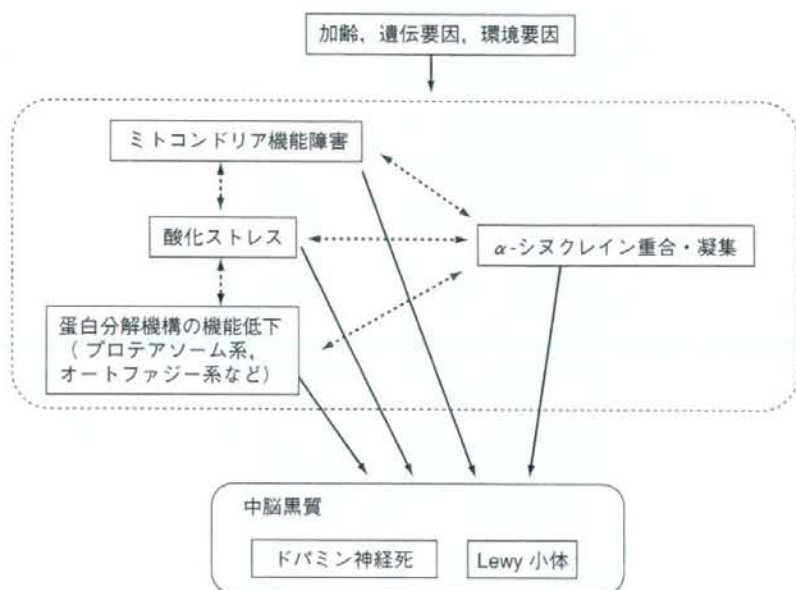 加齢，遺伝要因，環境要因
ミトコンドリア機能障害
酸化ストレス
α-シヌクレイン重合・凝集
蛋白分解機構の機能低下
（プロテアソーム系，
オートファジー系など）
中脳黒質
ドパミン神経死
Lewy 小体